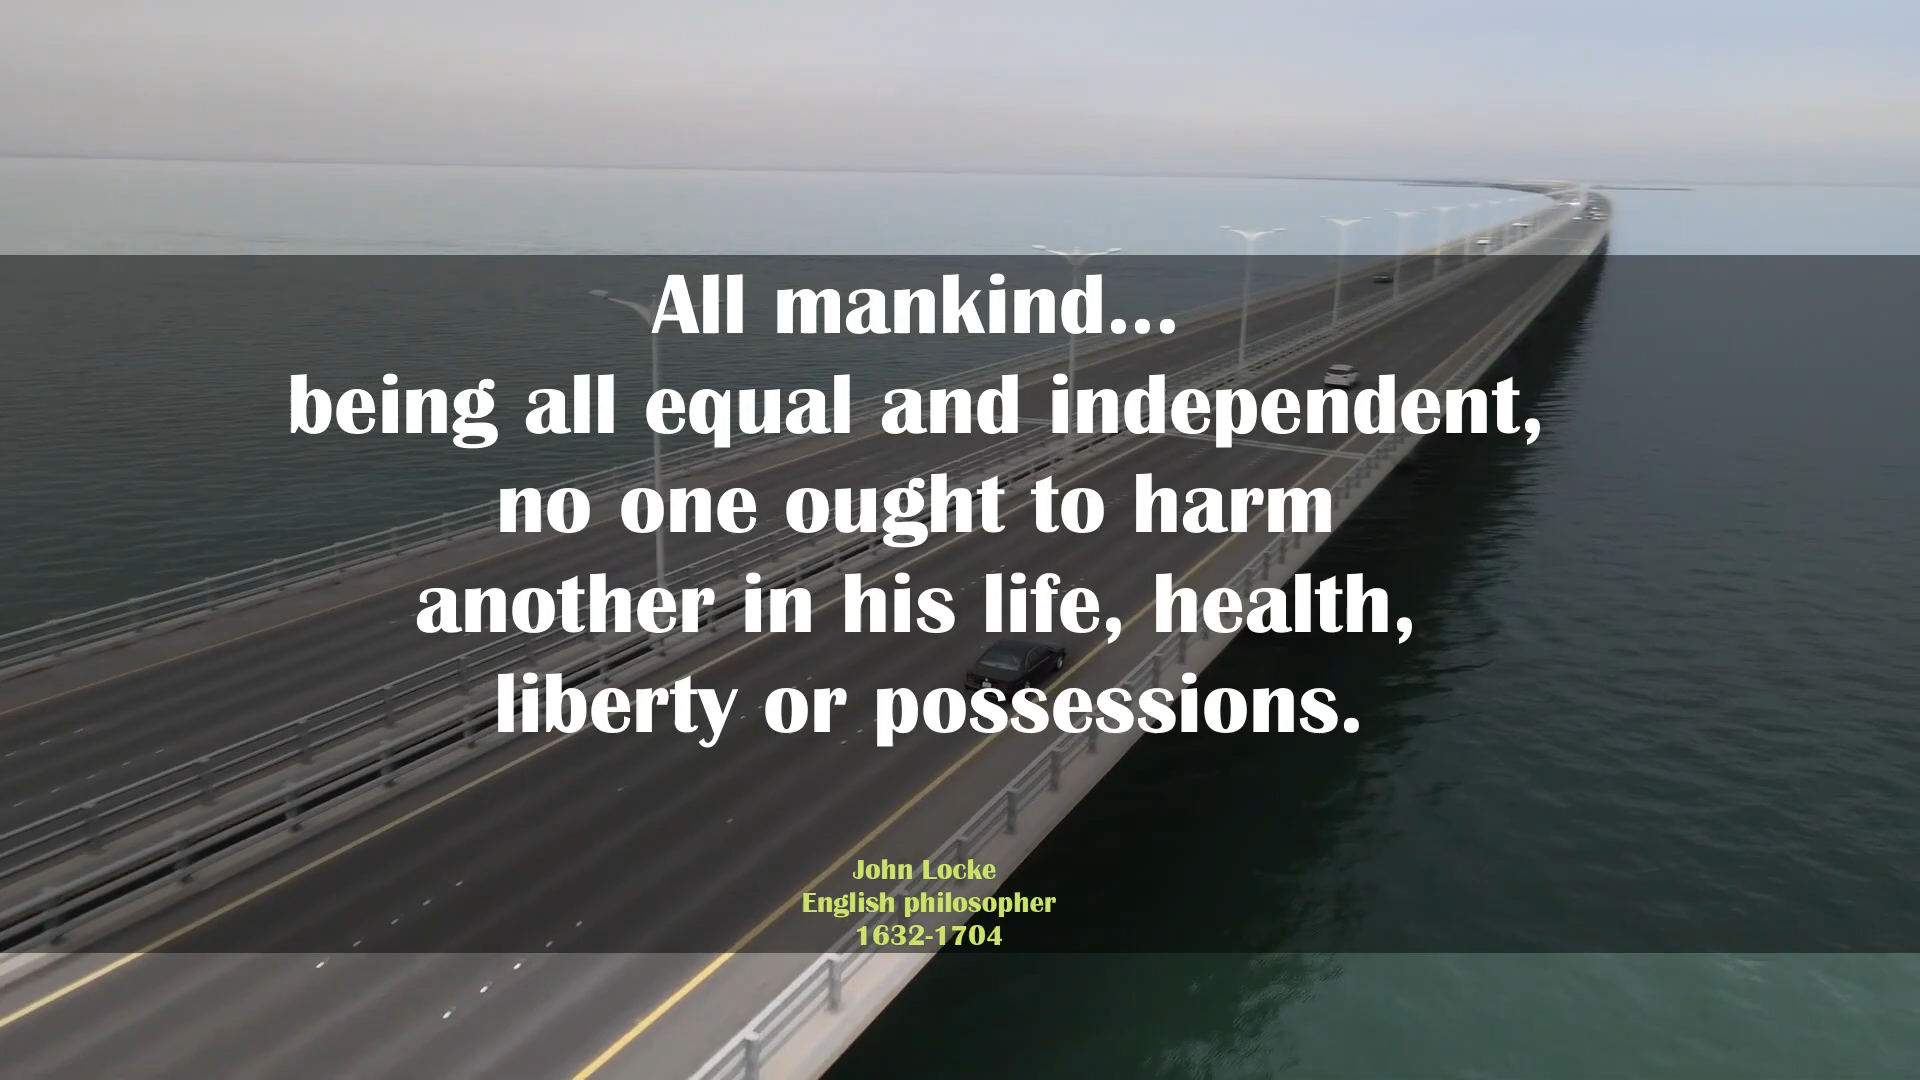 All mankind...
being all equal and independent,
no one ought to harm
another in his life, health,
liberty or possessions.
John Locke
English philosopher
1632-1704